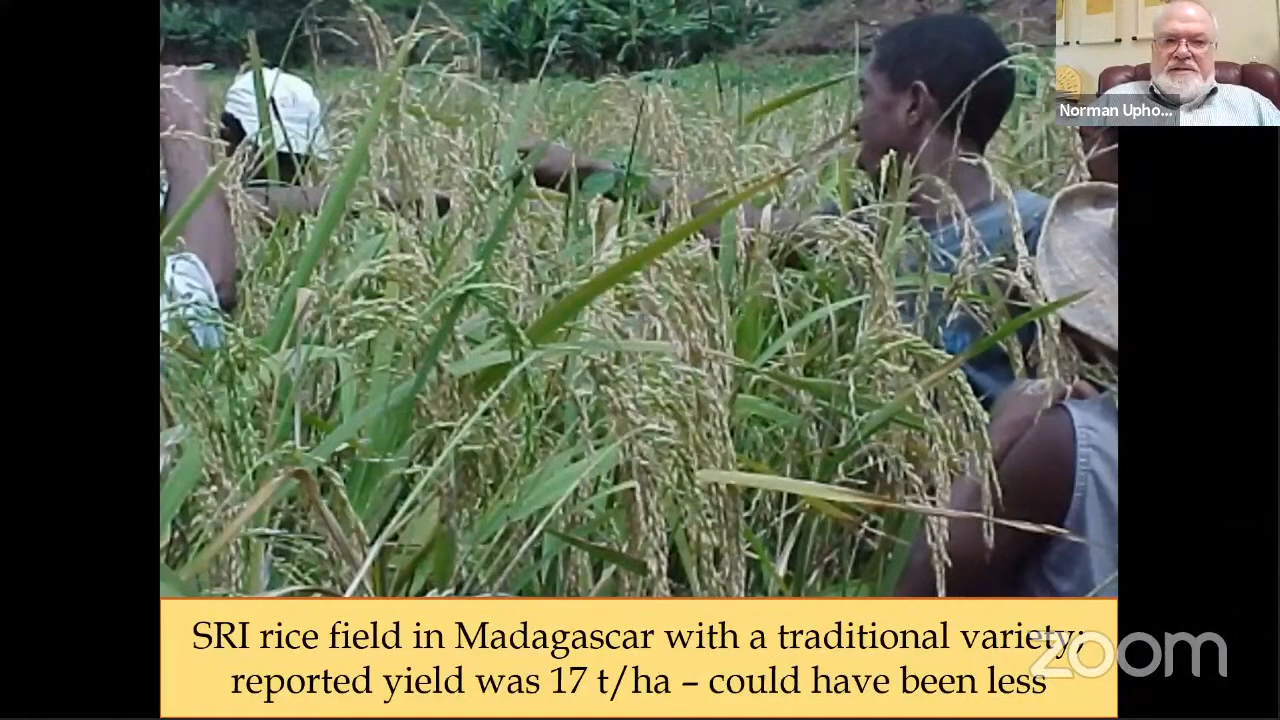 Norman Upho...
SRI rice field in Madagascar with a traditional variety;
reported yield was 17 t/ha – could have been less
zoom